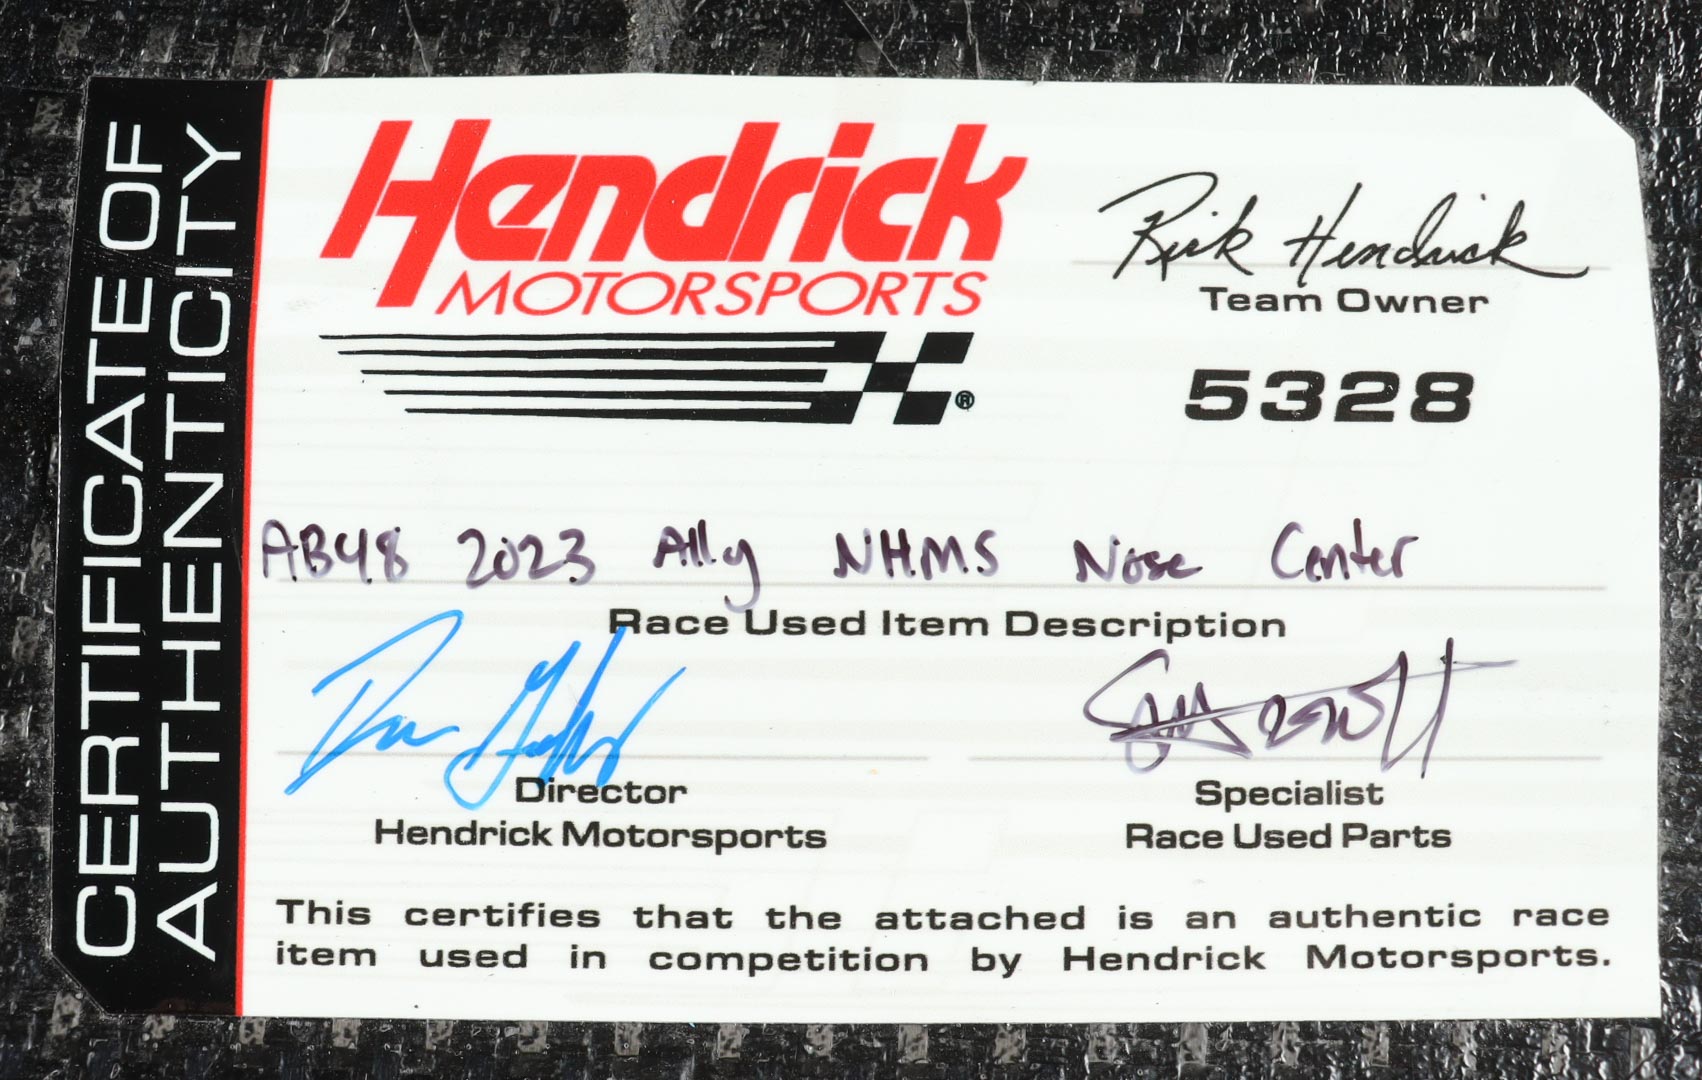 CERTIFICATE OF
AUTHENTICITY
Hendrick
MOTORSPORTS
®
Rick Hendrick
Team Owner
5328
AB48 2023 Ally NHMS Nose Center
Race Used Item Description
Director
Hendrick Motorsports
Specialist
Race Used Parts
This certifies that the attached is an authentic race
item used in competition by Hendrick Motorsports.